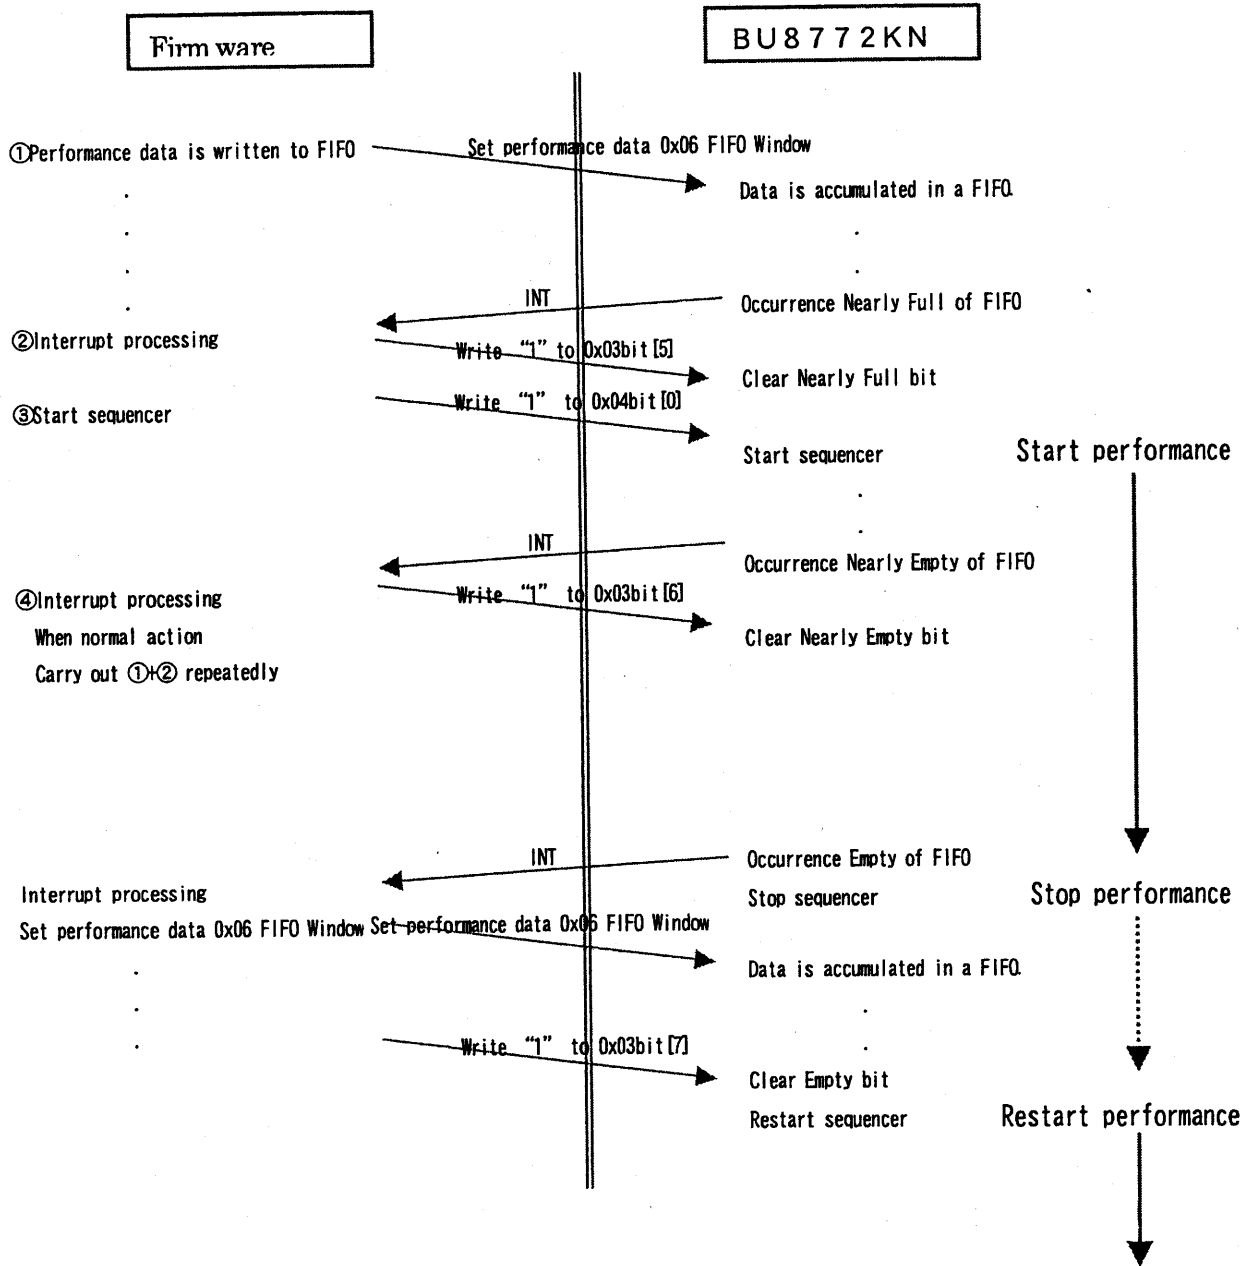 Firmware
BU8772KN
①Performance data is written to FIFO
Set performance data 0x06 FIFO Window
Data is accumulated in a FIFO.
INT
Occurrence Nearly Full of FIFO
②Interrupt processing
Write “1” to 0x03bit[5]
Clear Nearly Full bit
Write “1” to 0x04bit[0]
③Start sequencer
Start sequencer
Start performance
INT
Occurrence Nearly Empty of FIFO
④Interrupt processing
Write “1” to 0x03bit[6]
When normal action
Clear Nearly Empty bit
Carry out ①+② repeatedly
INT
Occurrence Empty of FIFO
Interrupt processing
Stop sequencer
Stop performance
Set performance data 0x06 FIFO Window
Set performance data 0x06 FIFO Window
Data is accumulated in a FIFO.
Write “1” to 0x03bit[7]
Clear Empty bit
Restart sequencer
Restart performance